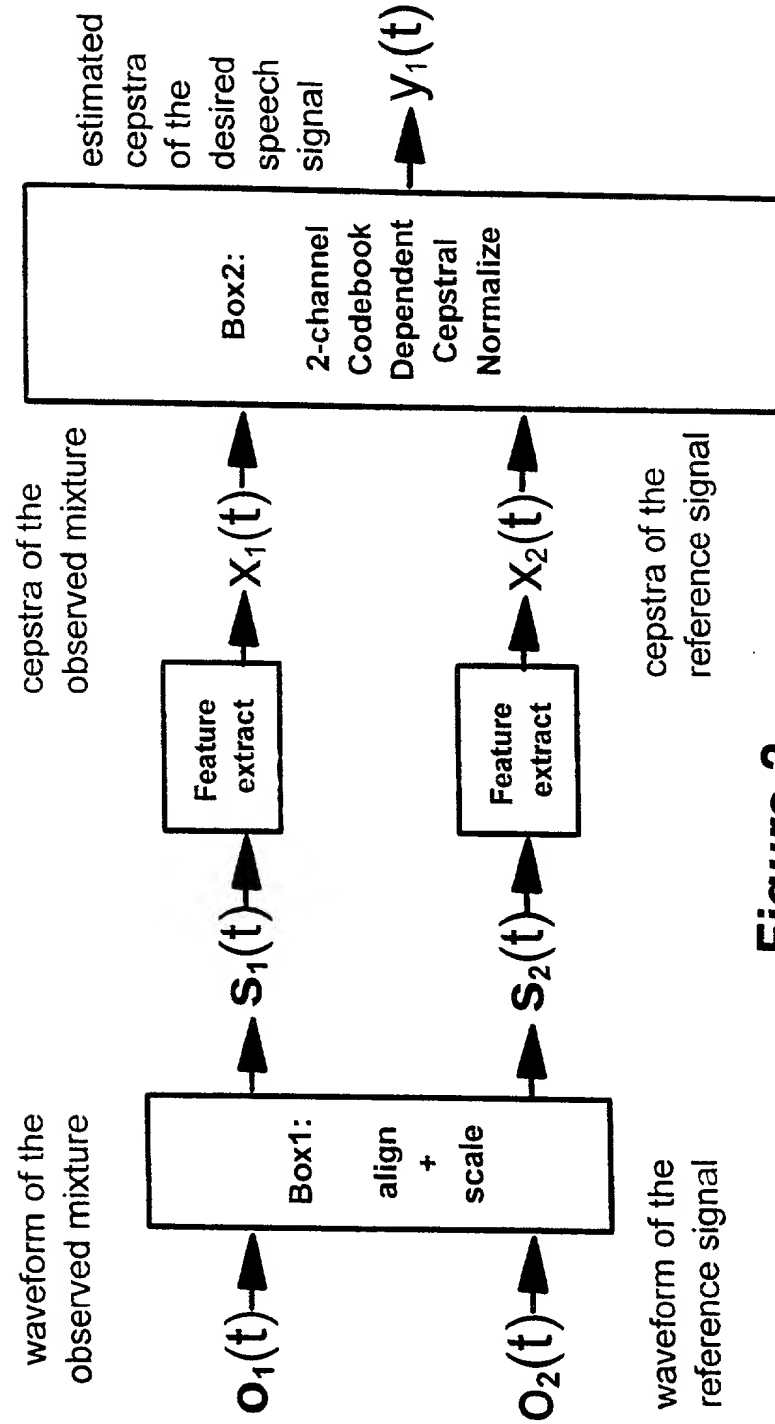 waveform of the
observed mixture
o₁(t)
o₂(t)
waveform of the
reference signal
Box1:
align
+
scale
s₁(t)
s₂(t)
Feature
extract
Feature
extract
cepstra of the
observed mixture
x₁(t)
x₂(t)
cepstra of the
reference signal
Box2:
2-channel
Codebook
Dependent
Cepstral
Normalize
estimated
cepstra
of the
desired
speech
signal
y₁(t)